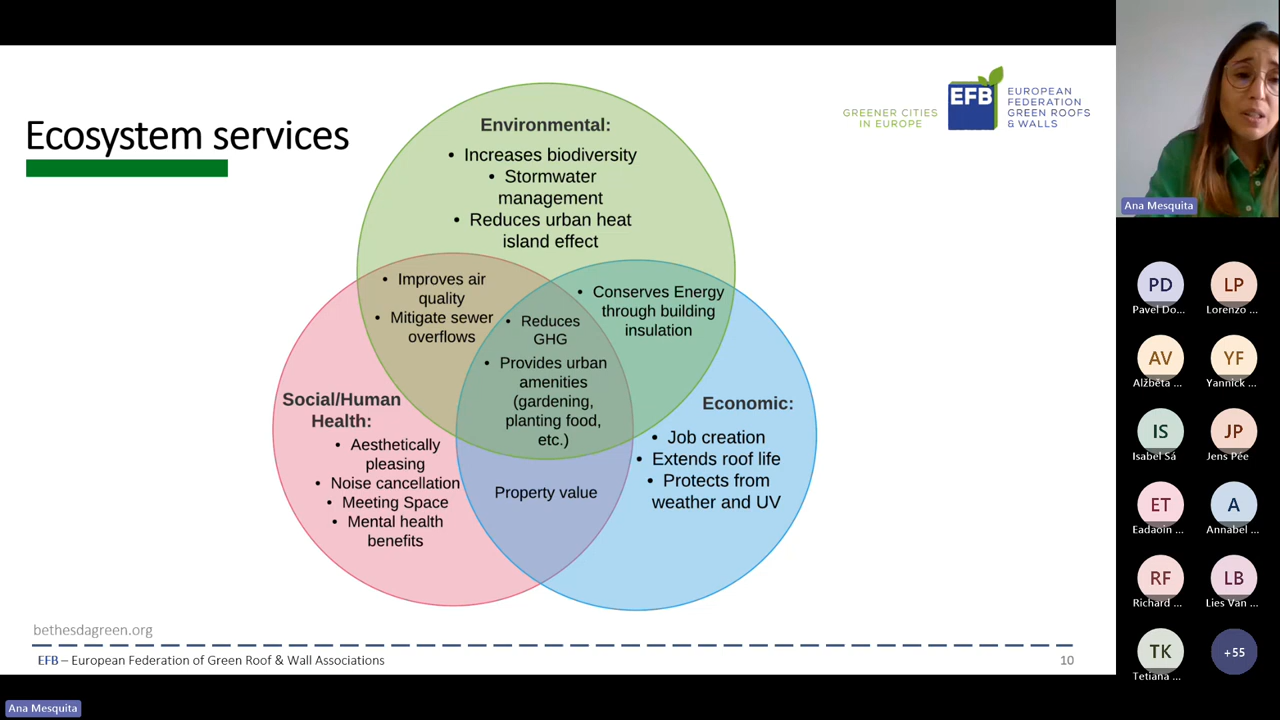 Ecosystem services
GREENER CITIES
IN EUROPE
EFB
EUROPEAN
FEDERATION
GREEN ROOFS
& WALLS
Environmental:
• Increases biodiversity
• Stormwater
management
• Reduces urban heat
island effect
• Improves air
quality
• Mitigate sewer
overflows
• Reduces
GHG
• Provides urban
amenities
(gardening,
planting food,
etc.)
• Conserves Energy
through building
insulation
Social/Human
Health:
• Aesthetically
pleasing
• Noise cancellation
• Meeting Space
• Mental health
benefits
Property value
Economic:
• Job creation
• Extends roof life
• Protects from
weather and UV
bethesdagreen.org
EFB – European Federation of Green Roof & Wall Associations
10
Ana Mesquita
Ana Mesquita
PD
Pavel Do...
LP
Lorenzo ...
AV
Alžběta ...
YF
Yannick ...
IS
Isabel Sá
JP
Jens Pée
ET
Eadaoin ...
A
Annabel ...
RF
Richard ...
LB
Lies Van ...
TK
Tetiana ...
+55